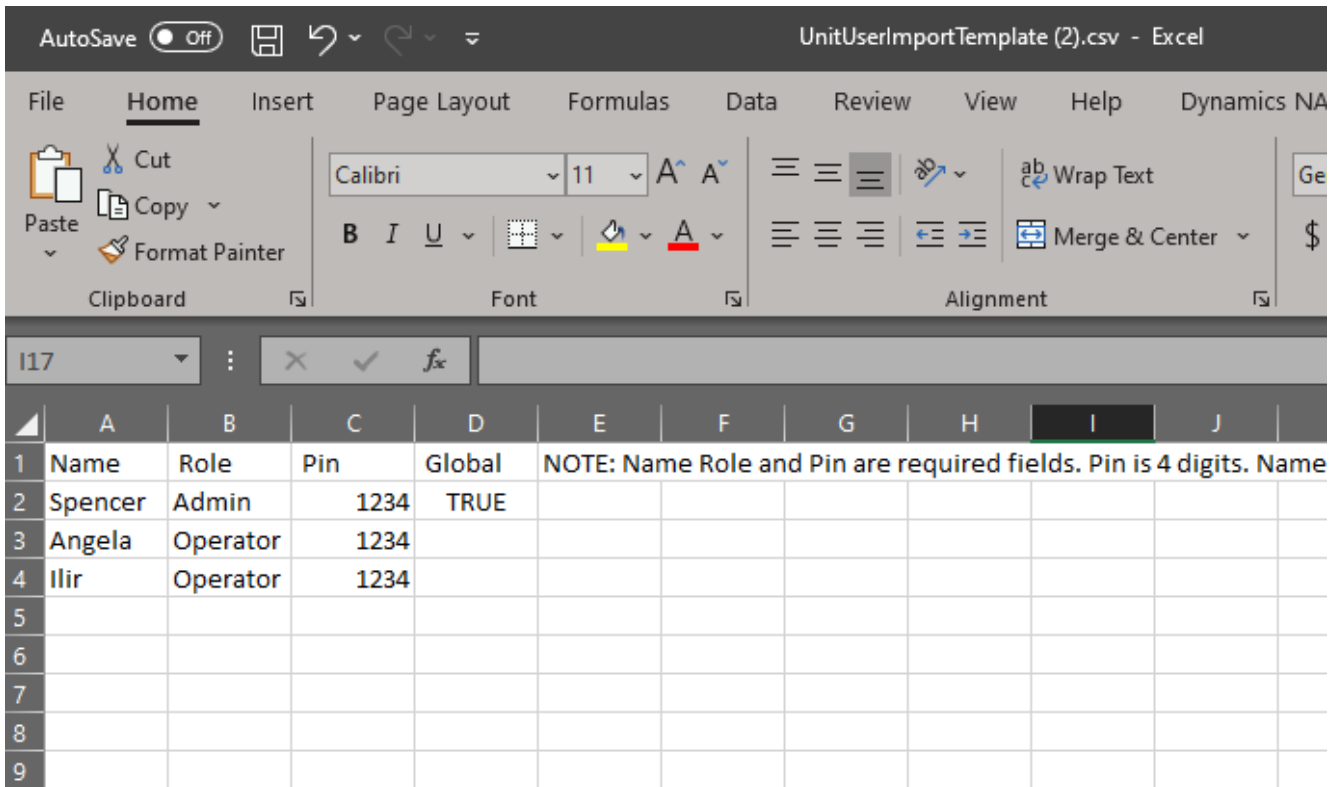 AutoSave Off UnitUserImportTemplate (2).csv - Excel
File Home Insert Page Layout Formulas Data Review View Help Dynamics NA
Paste Cut Calibri 11 A A ab Wrap Text Ge
Copy
Format Painter B I U A Merge & Center $
Clipboard Font Alignment
I17 fx
A B C D E F G H I J
1 Name Role Pin Global NOTE: Name Role and Pin are required fields. Pin is 4 digits. Name
2 Spencer Admin 1234 TRUE
3 Angela Operator 1234
4 Ilir Operator 1234
5
6
7
8
9